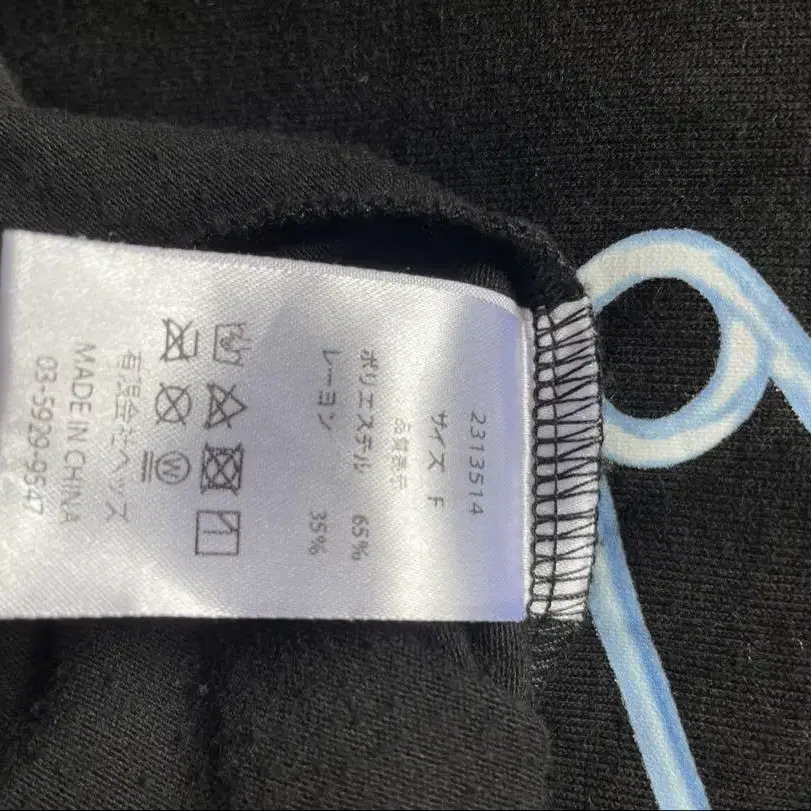 2313514
サイズ F
品質表示
ポリエステル 65%
レーヨン 35%
W
有限会社ヘッズ
MADE IN CHINA
03-5929-9547